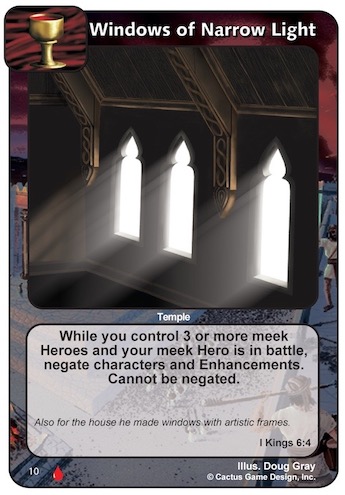 Windows of Narrow Light
Temple
While you control 3 or more meek
Heroes and your meek Hero is in battle,
negate characters and Enhancements.
Cannot be negated.
Also for the house he made windows with artistic frames.
I Kings 6:4
10
Illus. Doug Gray
© Cactus Game Design, Inc.